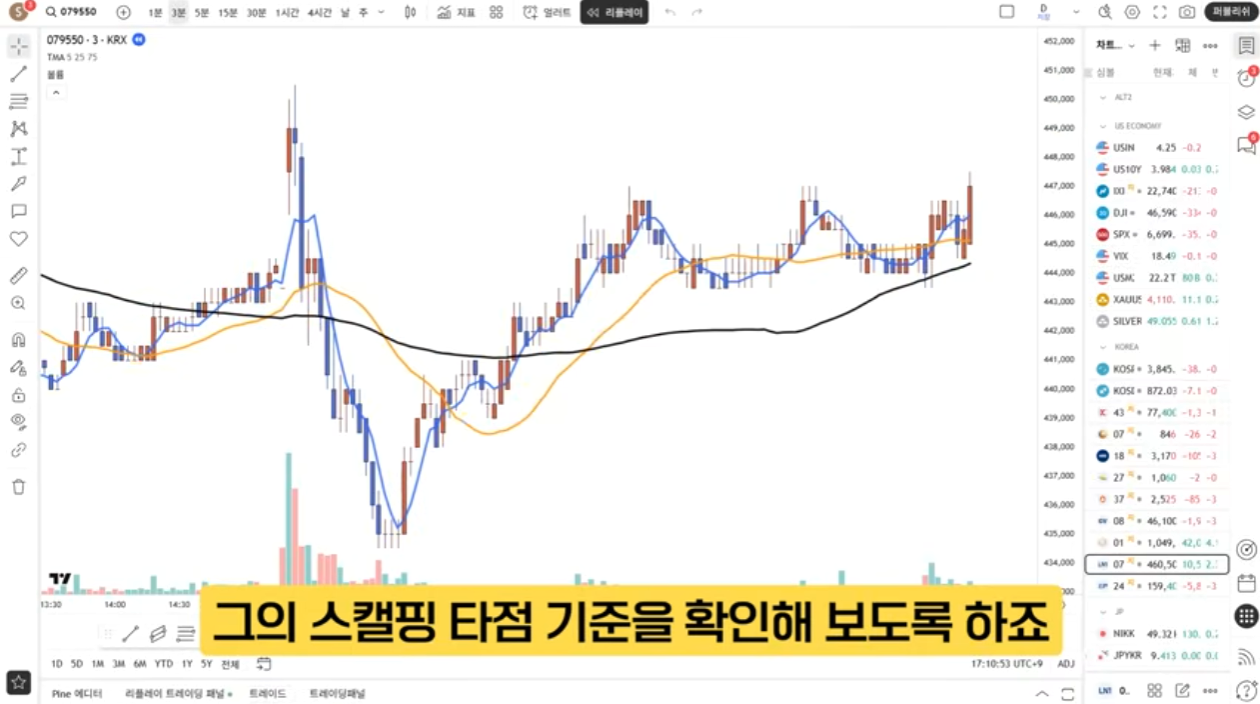 S 3 079550 1분 3분 5분 15분 30분 1시간 4시간 날 주 지표 얼러트 리플레이 D 저장 퍼블리쉬
079550 · 3 · KRX
TMA 5 25 75
볼륨
452,000
451,000
450,000
449,000
448,000
447,000
446,000
445,000
444,000
443,000
442,000
441,000
440,000
439,000
438,000
437,000
436,000
435,000
434,000
13:30 14:00 14:30
차트...
심볼 현재. 체 변
ALT2
US ECONOMY
USIN 4.25 -0.2
US10Y 3.984 0.03 0.
IXI 22,740 -21 -0
DJI 46,590 -33 -0
SPX 6,699. -35. -0
VIX 18.49 -0.1 -0
USM 22.2 T 80B 0.
XAUUS 4,110. 11.1 0.2
SILVER 49.055 0.61 1.2
KOREA
KOSF 3,845. -38. -0
KOSI 872.03 -7.1 -0
43 77,400 -1,3 -1
07 846 -26 -2
18 3,170 -105 -3
27 1,060 -2 -0
37 2,525 -85 -3
08 46,100 -1,9 -3
01 1,049, 42,0 4.
07 460,50 10,5 2.
24 159,40 -5,8 -3
JP
NIKK 49,321 130. 0.2
JPYKR 9.413 0.00 0.0
그의 스캘핑 타점 기준을 확인해 보도록 하죠
1D 5D 1M 3M 6M YTD 1Y 5Y 전체 17:10:53 UTC+9 ADJ
Pine 에디터 리플레이 트레이딩 패널 트레이드 트레이딩패널 LNT 0..